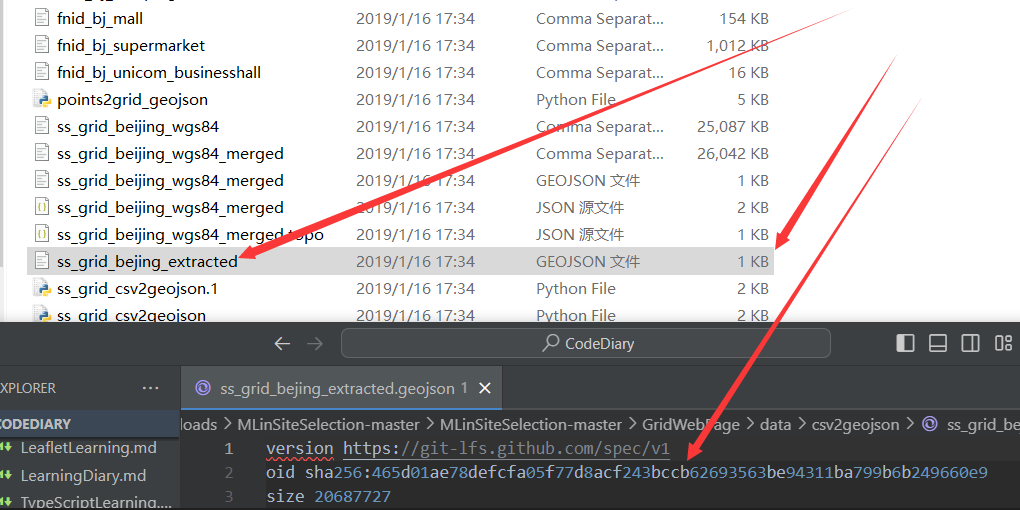 fnid_bj_mall 2019/1/16 17:34 Comma Separat... 154 KB
fnid_bj_supermarket 2019/1/16 17:34 Comma Separat... 1,012 KB
fnid_bj_unicom_businesshall 2019/1/16 17:34 Comma Separat... 16 KB
points2grid_geojson 2019/1/16 17:34 Python File 5 KB
ss_grid_beijing_wgs84 2019/1/16 17:34 Comma Separat... 25,087 KB
ss_grid_beijing_wgs84_merged 2019/1/16 17:34 Comma Separat... 26,042 KB
ss_grid_beijing_wgs84_merged 2019/1/16 17:34 GEOJSON 文件 1 KB
ss_grid_beijing_wgs84_merged 2019/1/16 17:34 JSON 源文件 2 KB
ss_grid_beijing_wgs84_merged.topo 2019/1/16 17:34 JSON 源文件 2 KB
ss_grid_bejing_extracted 2019/1/16 17:34 GEOJSON 文件 1 KB
ss_grid_csv2geojson.1 2019/1/16 17:34 Python File 2 KB
ss_grid_csv2geojson 2019/1/16 17:34 Python File 2 KB
CodeDiary
XPLORER ... ss_grid_bejing_extracted.geojson 1
CODEDIARY loads > MLinSiteSelection-master > MLinSiteSelection-master > GridWebPage > data > csv2geojson > ss_grid_be
LeafletLearning.md 1 version https://git-lfs.github.com/spec/v1
LearningDiary.md 2 oid sha256:465d01ae78defcfa05f77d8acf243bccb62693563be94311ba799b6b249660e9
TypeScriptLearning.... 3 size 20687727